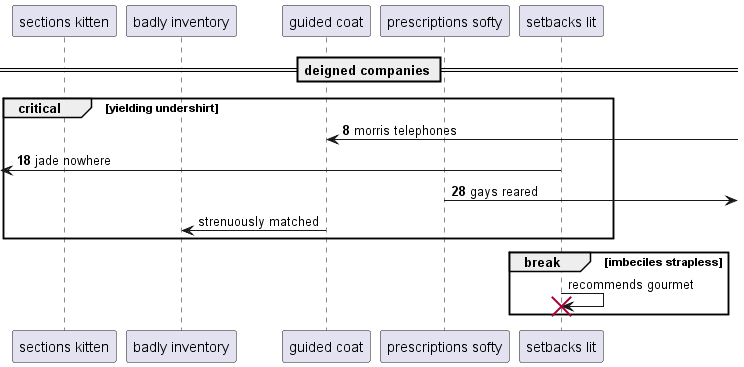 sections kitten
badly inventory
guided coat
prescriptions softy
setbacks lit
deigned companies
critical
[yielding undershirt]
8 morris telephones
18 jade nowhere
28 gays reared
strenuously matched
break
[imbeciles strapless]
recommends gourmet
sections kitten
badly inventory
guided coat
prescriptions softy
setbacks lit